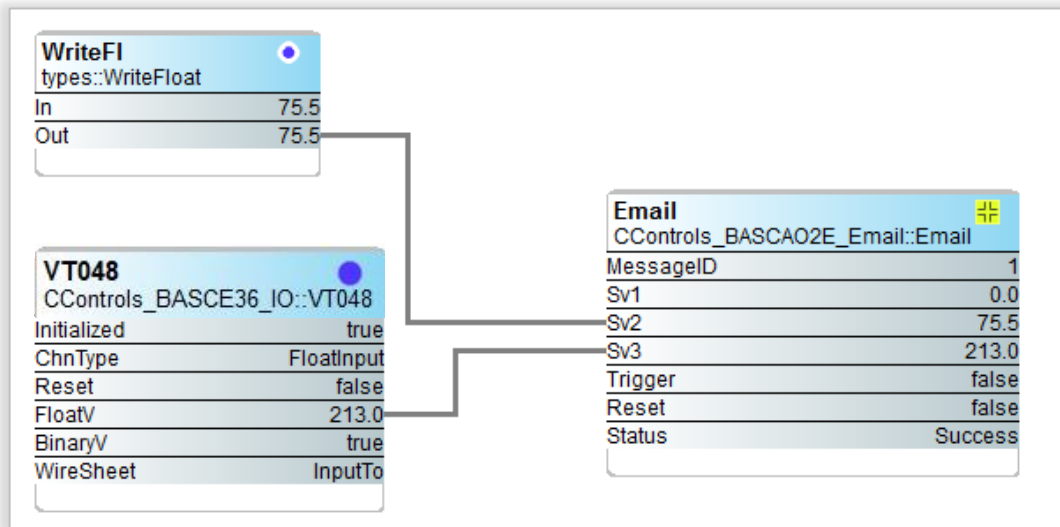 WriteFl
types::WriteFloat
In 75.5
Out 75.5
VT048
CControls_BASCE36_IO::VT048
Initialized true
ChnType FloatInput
Reset false
FloatV 213.0
BinaryV true
WireSheet InputTo
Email
CControls_BASCAO2E_Email::Email
MessageID 1
Sv1 0.0
Sv2 75.5
Sv3 213.0
Trigger false
Reset false
Status Success